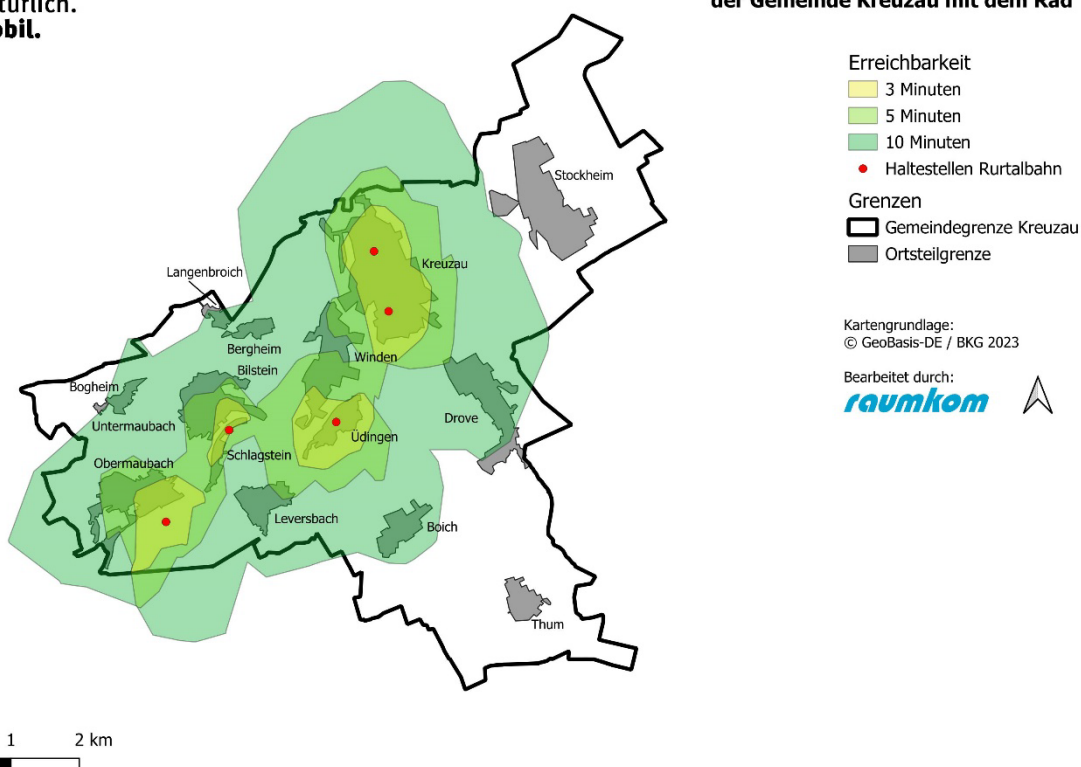 türlich.
obil.
der Gemeinde Kreuzau mit dem Rad
Erreichbarkeit
3 Minuten
5 Minuten
10 Minuten
Haltestellen Rurtalbahn
Grenzen
Gemeindegrenze Kreuzau
Ortsteilgrenze
Kartengrundlage:
© GeoBasis-DE / BKG 2023
Bearbeitet durch:
raumkom
Stockheim
Kreuzau
Langenbroich
Bergheim
Winden
Bilstein
Bogheim
Untermaubach
Drove
Üdingen
Schlagstein
Obermaubach
Leversbach
Boich
Thum
1 2 km